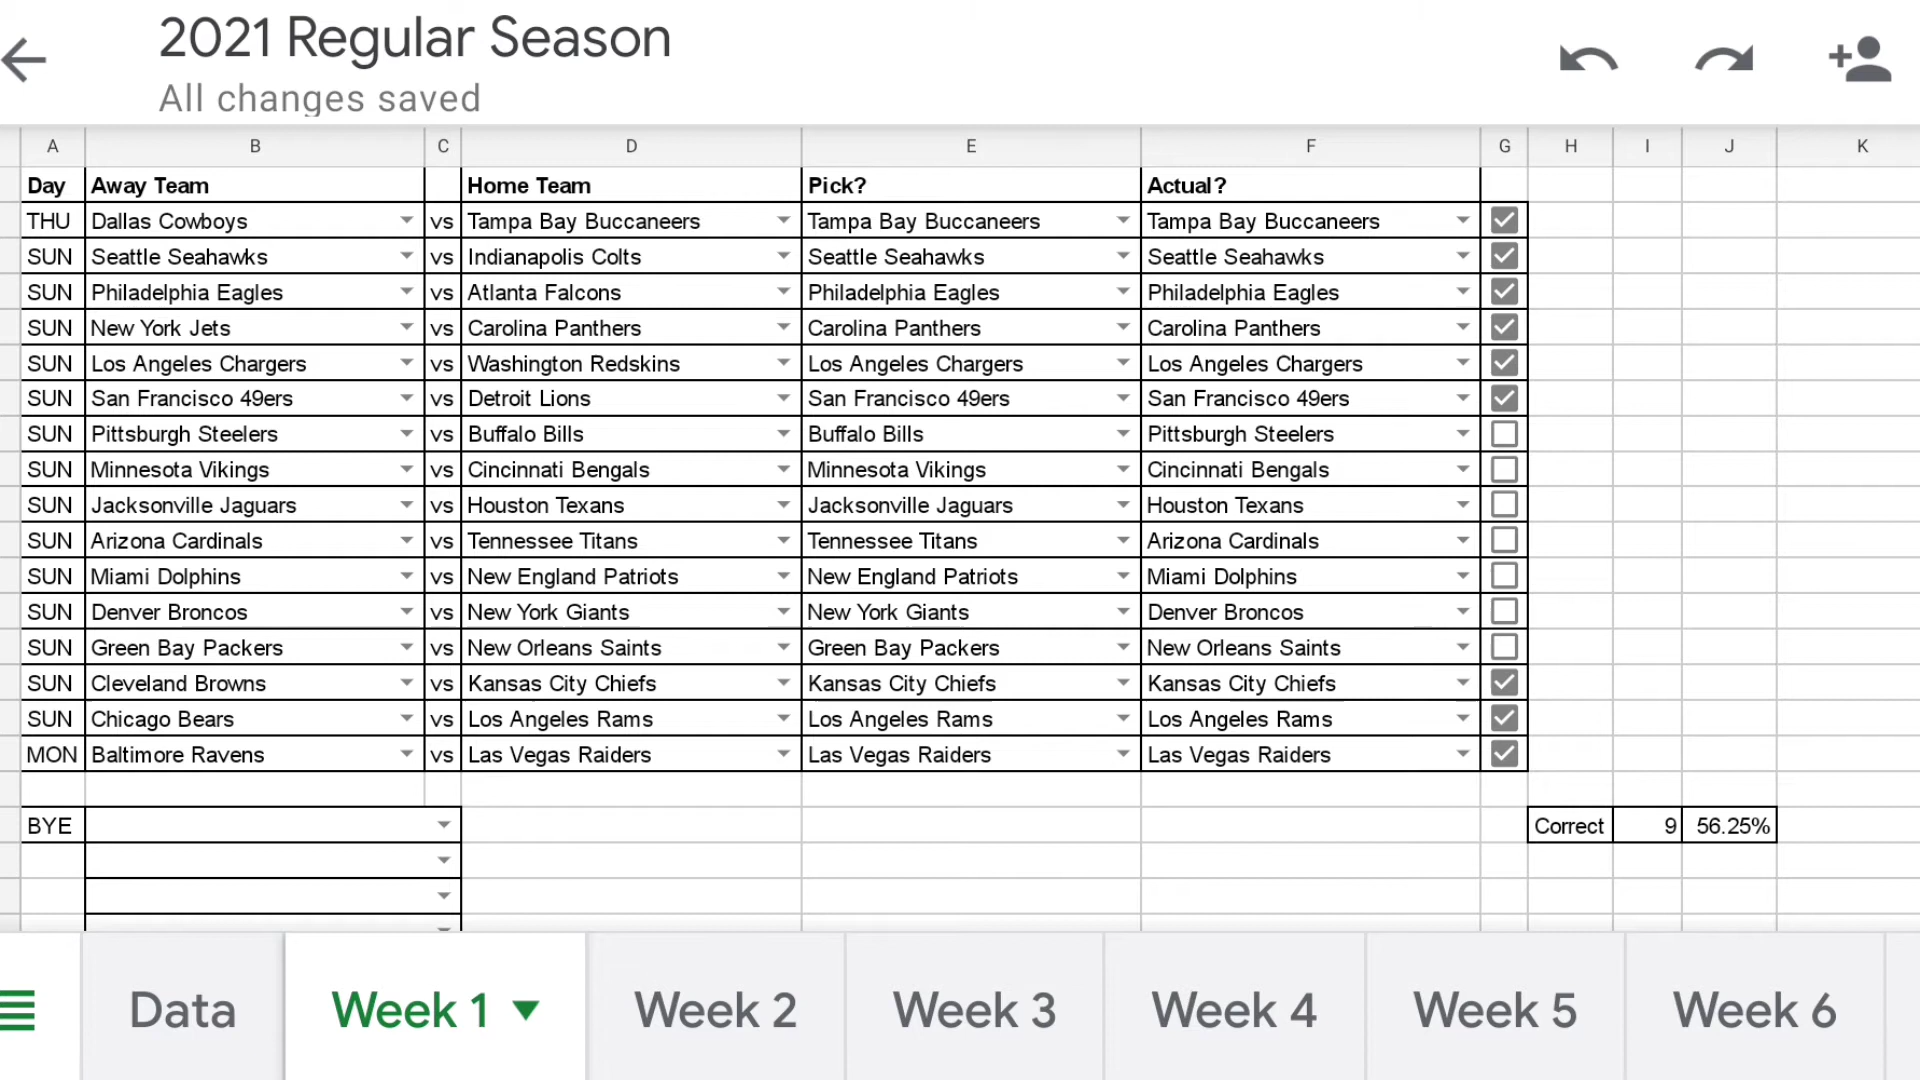 2021 Regular Season
All changes saved
A B C D E F G H I J K
Day Away Team Home Team Pick? Actual?
THU Dallas Cowboys vs Tampa Bay Buccaneers Tampa Bay Buccaneers Tampa Bay Buccaneers
SUN Seattle Seahawks vs Indianapolis Colts Seattle Seahawks Seattle Seahawks
SUN Philadelphia Eagles vs Atlanta Falcons Philadelphia Eagles Philadelphia Eagles
SUN New York Jets vs Carolina Panthers Carolina Panthers Carolina Panthers
SUN Los Angeles Chargers vs Washington Redskins Los Angeles Chargers Los Angeles Chargers
SUN San Francisco 49ers vs Detroit Lions San Francisco 49ers San Francisco 49ers
SUN Pittsburgh Steelers vs Buffalo Bills Buffalo Bills Pittsburgh Steelers
SUN Minnesota Vikings vs Cincinnati Bengals Minnesota Vikings Cincinnati Bengals
SUN Jacksonville Jaguars vs Houston Texans Jacksonville Jaguars Houston Texans
SUN Arizona Cardinals vs Tennessee Titans Tennessee Titans Arizona Cardinals
SUN Miami Dolphins vs New England Patriots New England Patriots Miami Dolphins
SUN Denver Broncos vs New York Giants New York Giants Denver Broncos
SUN Green Bay Packers vs New Orleans Saints Green Bay Packers New Orleans Saints
SUN Cleveland Browns vs Kansas City Chiefs Kansas City Chiefs Kansas City Chiefs
SUN Chicago Bears vs Los Angeles Rams Los Angeles Rams Los Angeles Rams
MON Baltimore Ravens vs Las Vegas Raiders Las Vegas Raiders Las Vegas Raiders
BYE Correct 9 56.25%
Data Week 1 Week 2 Week 3 Week 4 Week 5 Week 6